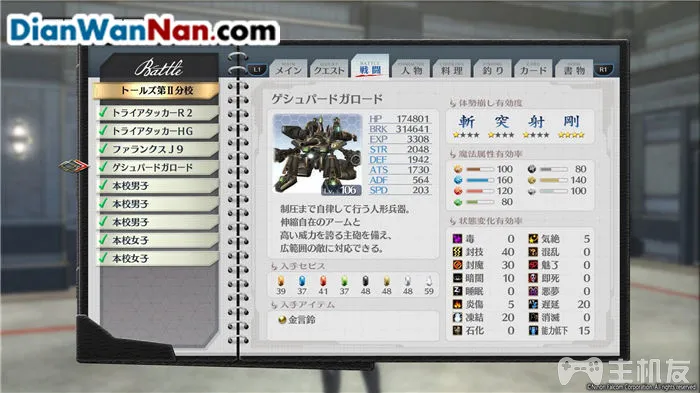 DianWanNan.com
L1
MAIN
メイン
QUEST
クエスト
BATTLE
戦闘
人物
料理
釣り
カード
BOOK
書物
R1
Battle
トールズ第Ⅱ分校
トライアタッカーR2
トライアタッカーHG
ファランクスJ9
ゲシュパードガロード
本校男子
本校男子
本校男子
本校女子
本校女子
ゲシュパードガロード
Lv.106
HP 174801
BRK 314641
EXP 3308
STR 2048
DEF 1942
ATS 1730
ADF 564
SPD 203
制圧まで自律して行う人形兵器。
伸縮自在のアームと
高い威力を誇る主砲を備え、
広範囲の敵に対応できる。
入手セピス
39 37 41 37 48 48 48 59
入手アイテム
金言鈴
体勢崩し有効度
斬 突 射 剛
魔法属性有効率
100 80
160 140
120 100
80
状態変化有効率
毒 0 気絶 5
封技 40 混乱 0
封魔 30 魅了 0
暗闇 10 即死 0
睡眠 0 悪夢 0
炎傷 5 遅延 20
凍結 20 消滅 0
石化 0 能力低下 15
主机友
©Nihon Falcom Corporation. All rights reserved.